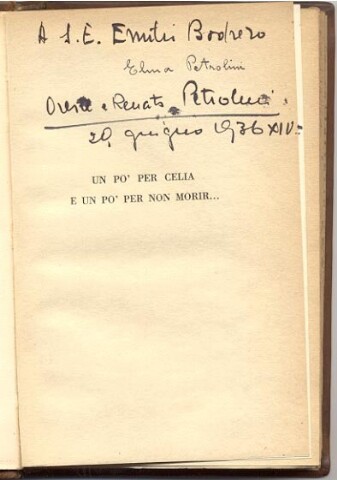 A S. E. Emilio Bodrero
Elma Petrolini
Oreste e Renato Petrolini
29 giugno 1936 XIV
UN PO' PER CELIA
E UN PO' PER NON MORIR...